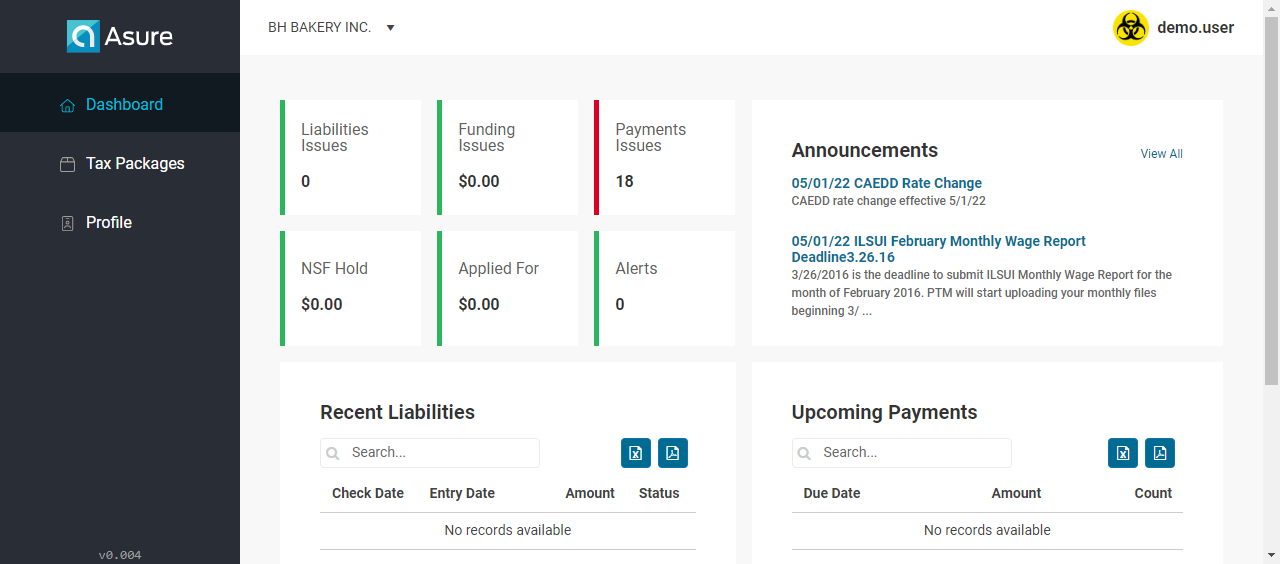 Asure
BH BAKERY INC.
demo.user
Dashboard
Tax Packages
Profile
v0.004
Liabilities
Issues
0
Funding
Issues
$0.00
Payments
Issues
18
NSF Hold
$0.00
Applied For
$0.00
Alerts
0
Announcements
View All
05/01/22 CAEDD Rate Change
CAEDD rate change effective 5/1/22
05/01/22 ILSUI February Monthly Wage Report
Deadline3.26.16
3/26/2016 is the deadline to submit ILSUI Monthly Wage Report for the
month of February 2016. PTM will start uploading your monthly files
beginning 3/ ...
Recent Liabilities
Search...
Check Date Entry Date Amount Status
No records available
Upcoming Payments
Search...
Due Date Amount Count
No records available